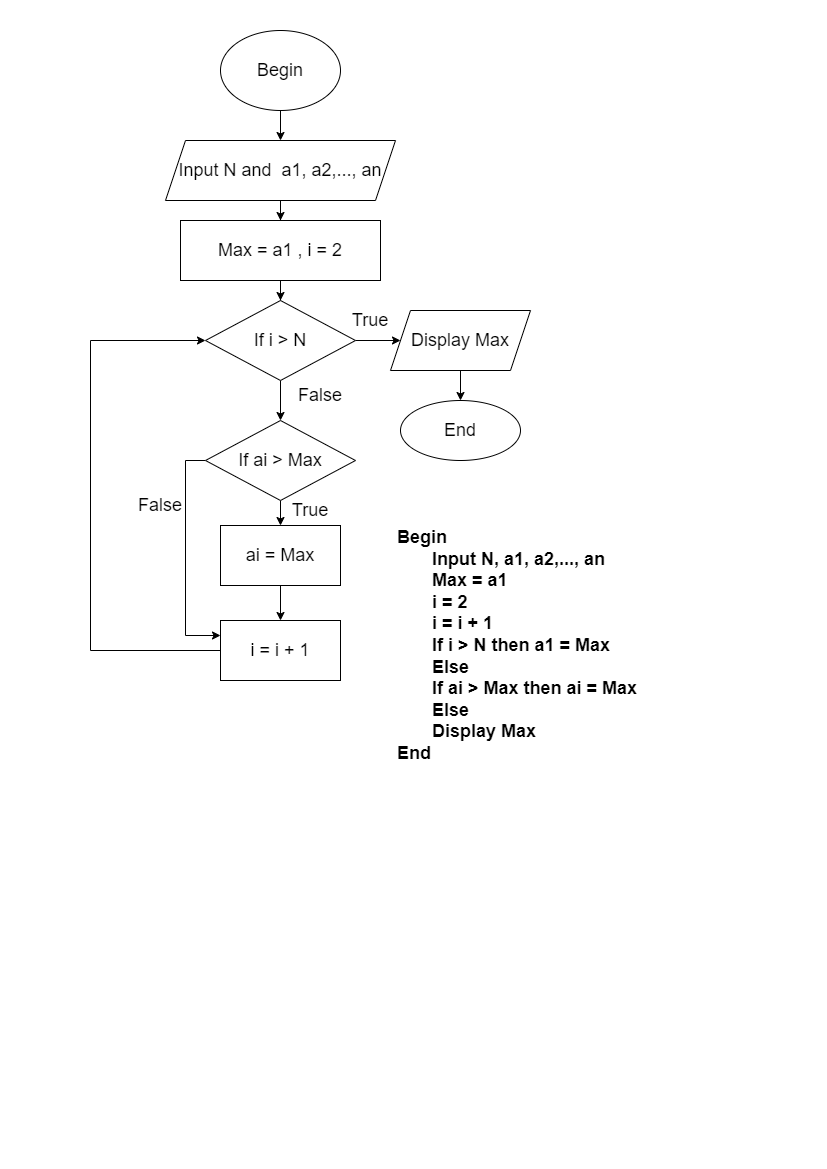 Begin
Input N and  a1, a2,..., an
Max = a1 , i = 2
If i > N
True
Display Max
False
End
If ai > Max
False
True
ai = Max
i = i + 1
Begin
Input N, a1, a2,..., an
Max = a1
i = 2
i = i + 1
If i > N then a1 = Max
Else
If ai > Max then ai = Max
Else
Display Max
End